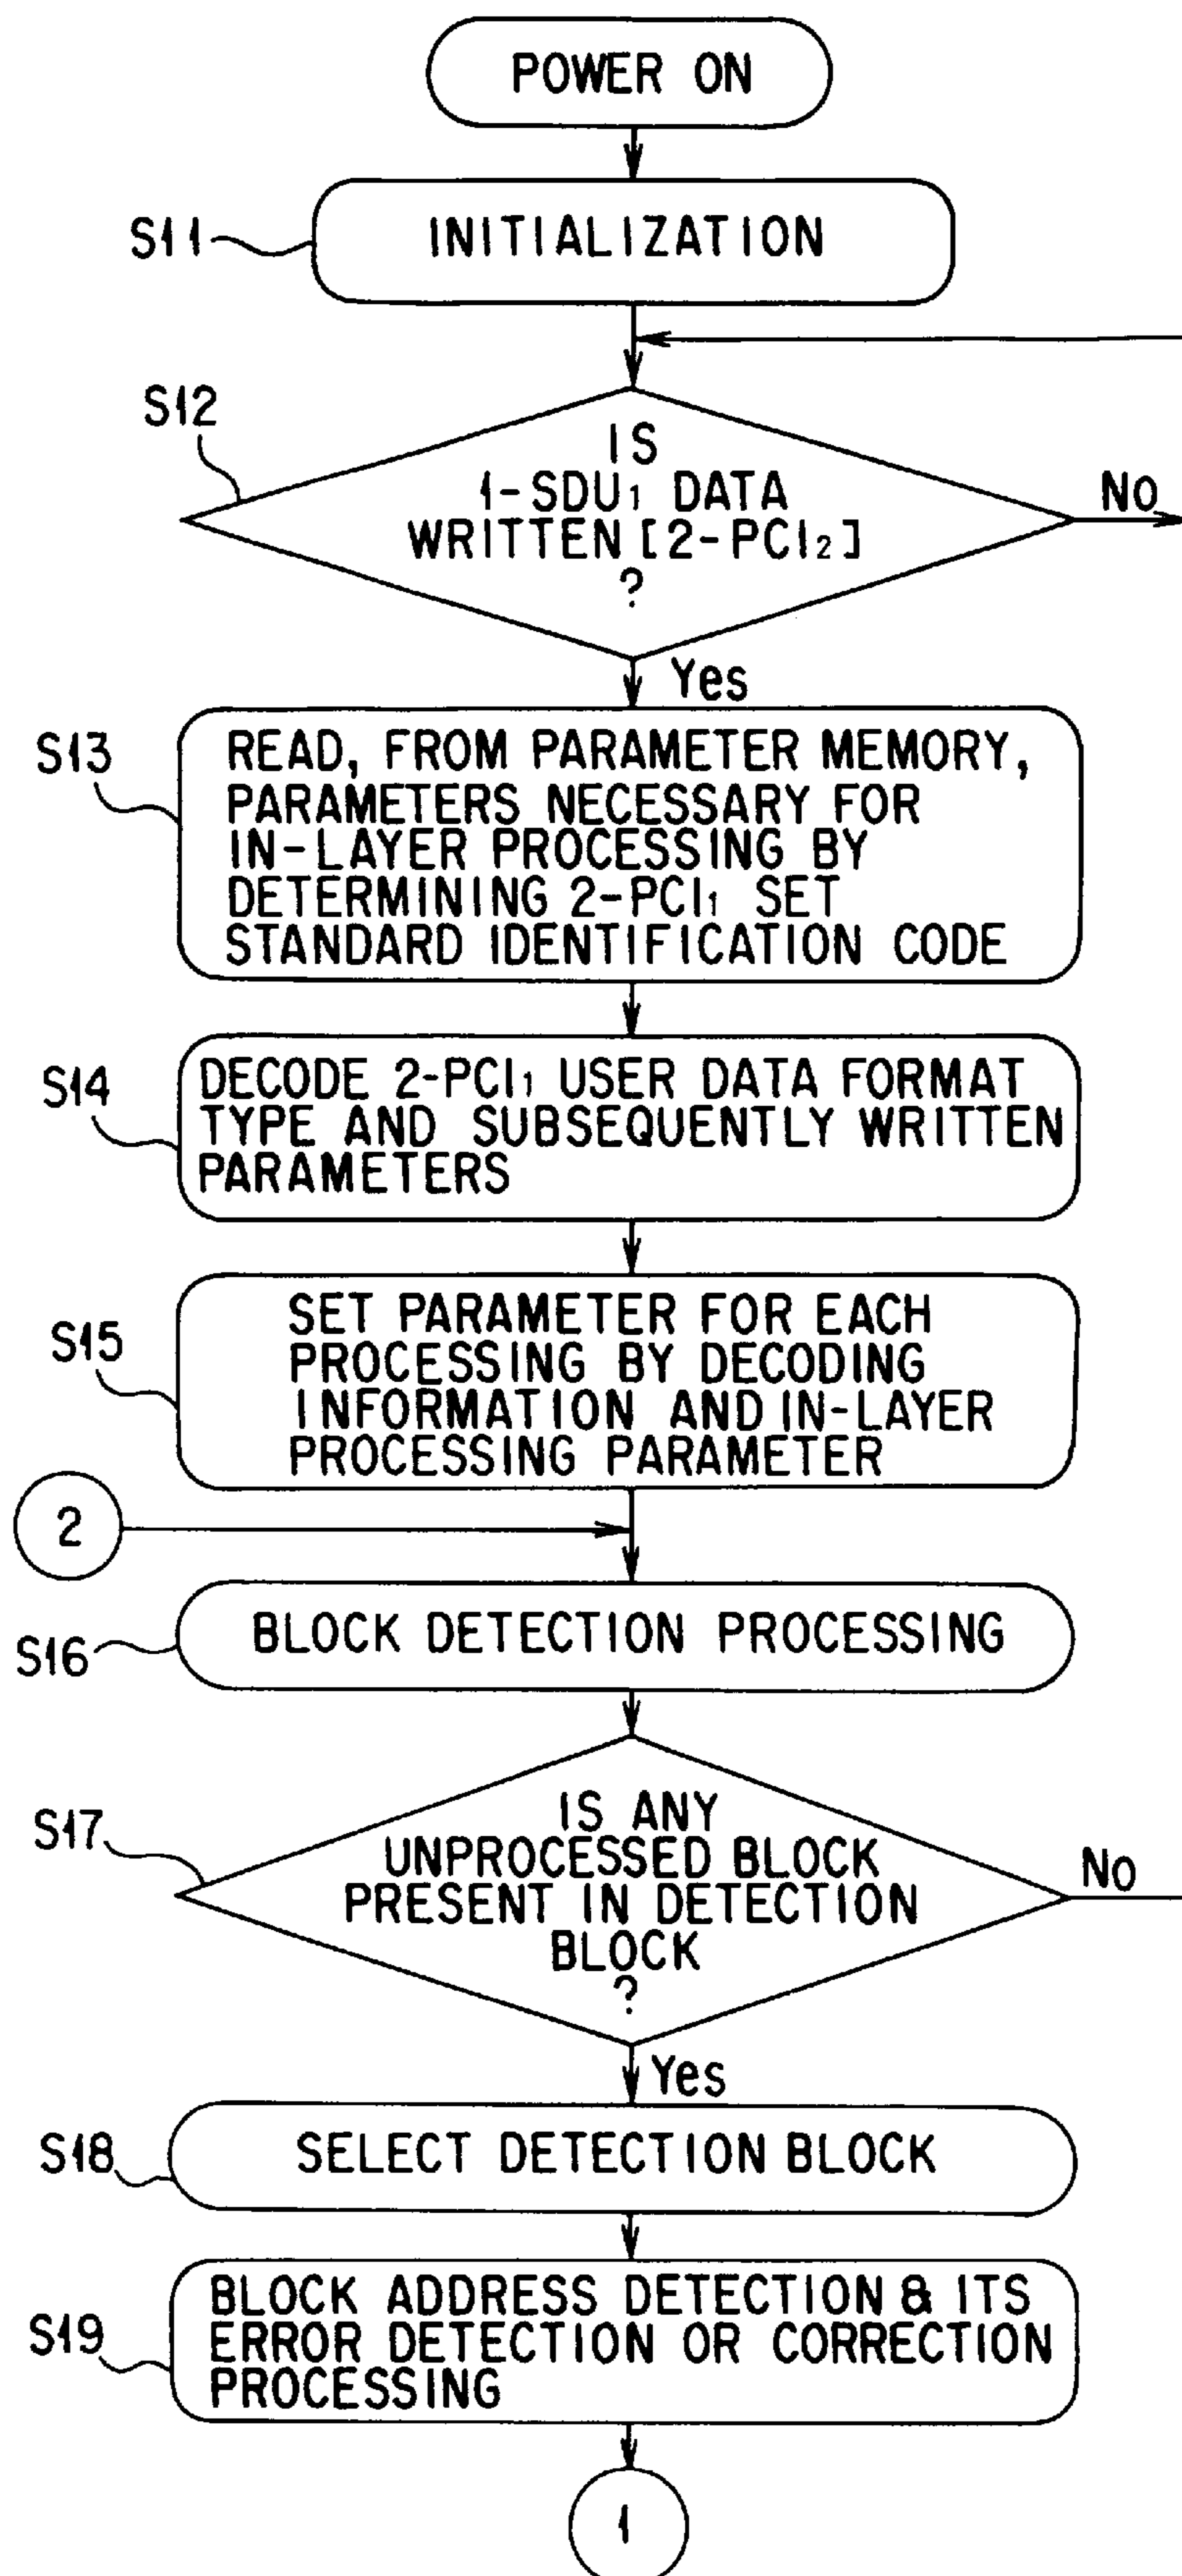 POWER ON
S11
INITIALIZATION
S12
IS
1-SDU₁ DATA
WRITTEN [2-PCI₂]
?
No
Yes
S13
READ, FROM PARAMETER MEMORY,
PARAMETERS NECESSARY FOR
IN-LAYER PROCESSING BY
DETERMINING 2-PCI₁ SET
STANDARD IDENTIFICATION CODE
S14
DECODE 2-PCI₁ USER DATA FORMAT
TYPE AND SUBSEQUENTLY WRITTEN
PARAMETERS
S15
SET PARAMETER FOR EACH
PROCESSING BY DECODING
INFORMATION AND IN-LAYER
PROCESSING PARAMETER
2
S16
BLOCK DETECTION PROCESSING
S17
IS ANY
UNPROCESSED BLOCK
PRESENT IN DETECTION
BLOCK
?
No
Yes
S18
SELECT DETECTION BLOCK
S19
BLOCK ADDRESS DETECTION & ITS
ERROR DETECTION OR CORRECTION
PROCESSING
1